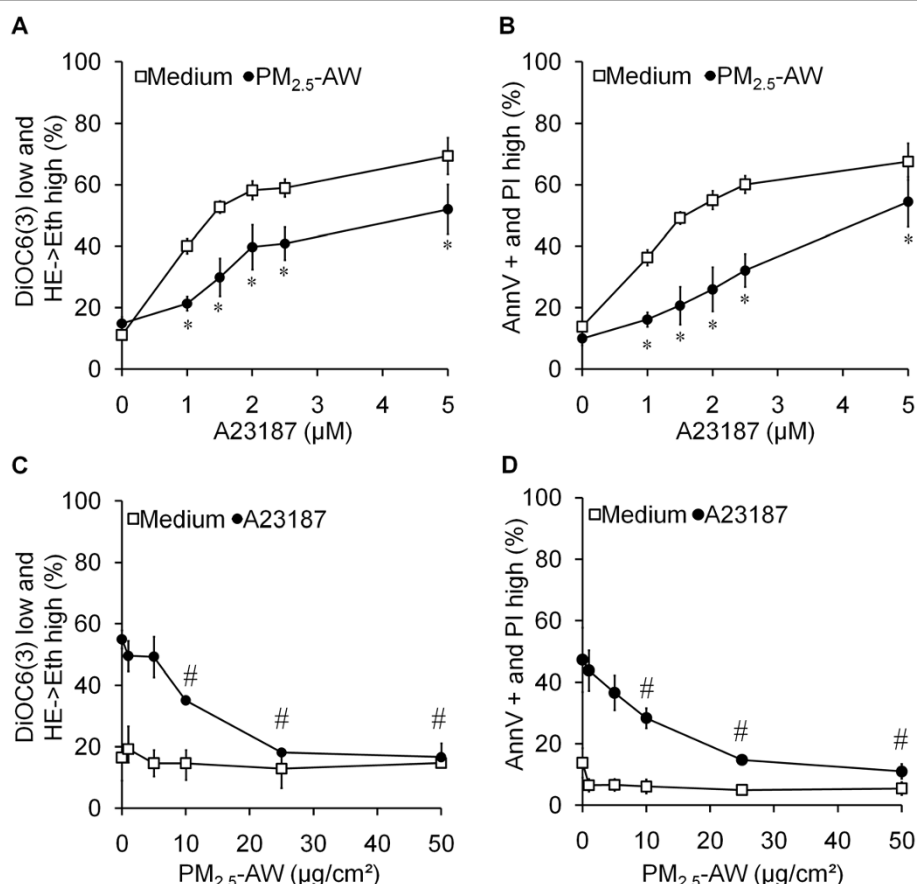 A
DiOC6(3) low and
HE->Eth high (%)
100
80
60
40
20
0
Medium PM2.5-AW
*
*
*
*
*
0 1 2 3 4 5
A23187 (µM)
B
AnnV + and PI high (%)
100
80
60
40
20
0
Medium PM2.5-AW
*
*
*
*
*
0 1 2 3 4 5
A23187 (µM)
C
DiOC6(3) low and
HE->Eth high (%)
100
80
60
40
20
0
Medium A23187
#
#
#
0 10 20 30 40 50
PM2.5-AW (µg/cm²)
D
AnnV + and PI high (%)
100
80
60
40
20
0
Medium A23187
#
#
#
0 10 20 30 40 50
PM2.5-AW (µg/cm²)